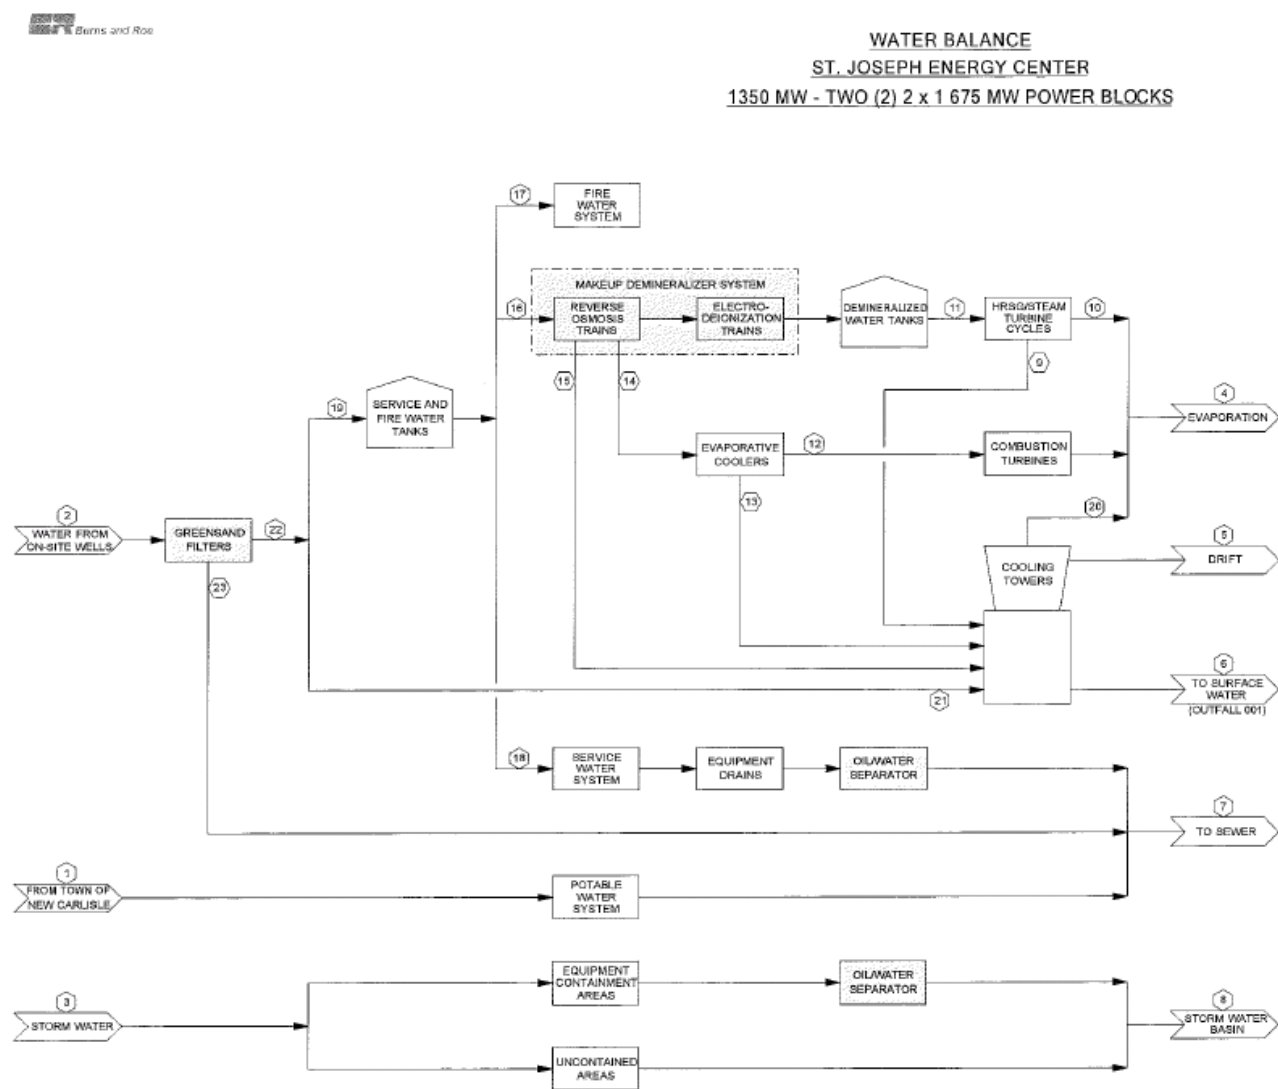 Burns and Roe
WATER BALANCE
ST. JOSEPH ENERGY CENTER
1350 MW - TWO (2) 2 x 1 675 MW POWER BLOCKS
17
FIRE
WATER
SYSTEM
MAKEUP DEMINERALIZER SYSTEM
16
REVERSE
OSMOSIS
TRAINS
ELECTRO-
DEIONIZATION
TRAINS
DEMINERALIZED
WATER TANKS
11
HRSG/STEAM
TURBINE
CYCLES
10
9
15
14
19
SERVICE AND
FIRE WATER
TANKS
4
EVAPORATION
EVAPORATIVE
COOLERS
12
COMBUSTION
TURBINES
13
20
2
WATER FROM
ON-SITE WELLS
GREENSAND
FILTERS
22
23
5
DRIFT
COOLING
TOWERS
21
6
TO SURFACE
WATER
(OUTFALL 001)
18
SERVICE
WATER
SYSTEM
EQUIPMENT
DRAINS
OIL/WATER
SEPARATOR
7
TO SEWER
1
FROM TOWN OF
NEW CARLISLE
POTABLE
WATER
SYSTEM
3
STORM WATER
EQUIPMENT
CONTAINMENT
AREAS
OIL/WATER
SEPARATOR
8
STORM WATER
BASIN
UNCONTAINED
AREAS